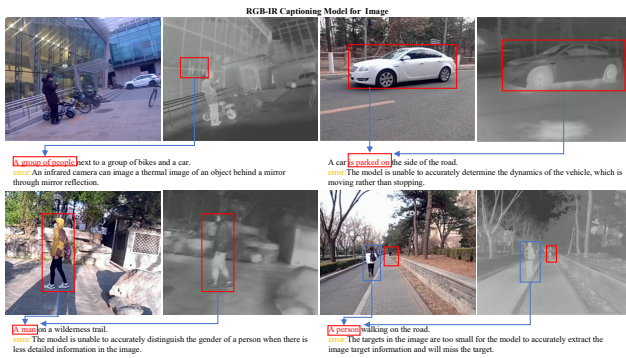 RGB-IR Captioning Model for Image
A group of people next to a group of bikes and a car.
error:An infrared camera can image a thermal image of an object behind a mirror
through mirror reflection.
A car is parked on the side of the road.
error:The model is unable to accurately determine the dynamics of the vehicle, which is
moving rather than stopping.
A man on a wilderness trail.
error:The model is unable to accurately distinguish the gender of a person when there is
less detailed information in the image.
A person walking on the road.
error:The targets in the image are too small for the model to accurately extract the
image target information and will miss the target.